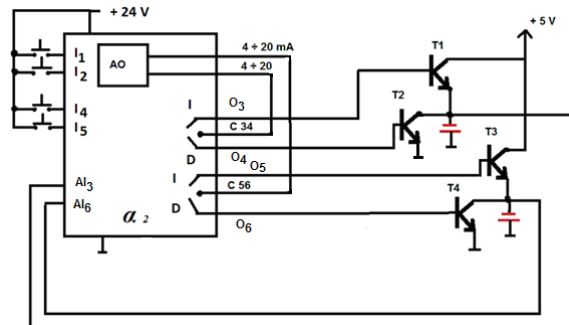 + 24 V
+ 5 V
4 ÷ 20 mA
T1
I1
AO
4 ÷ 20
I2
I
O3
T2
I4
C 34
I5
T3
D
O4
O5
I
AI3
C 56
T4
AI6
D
α 2
O6